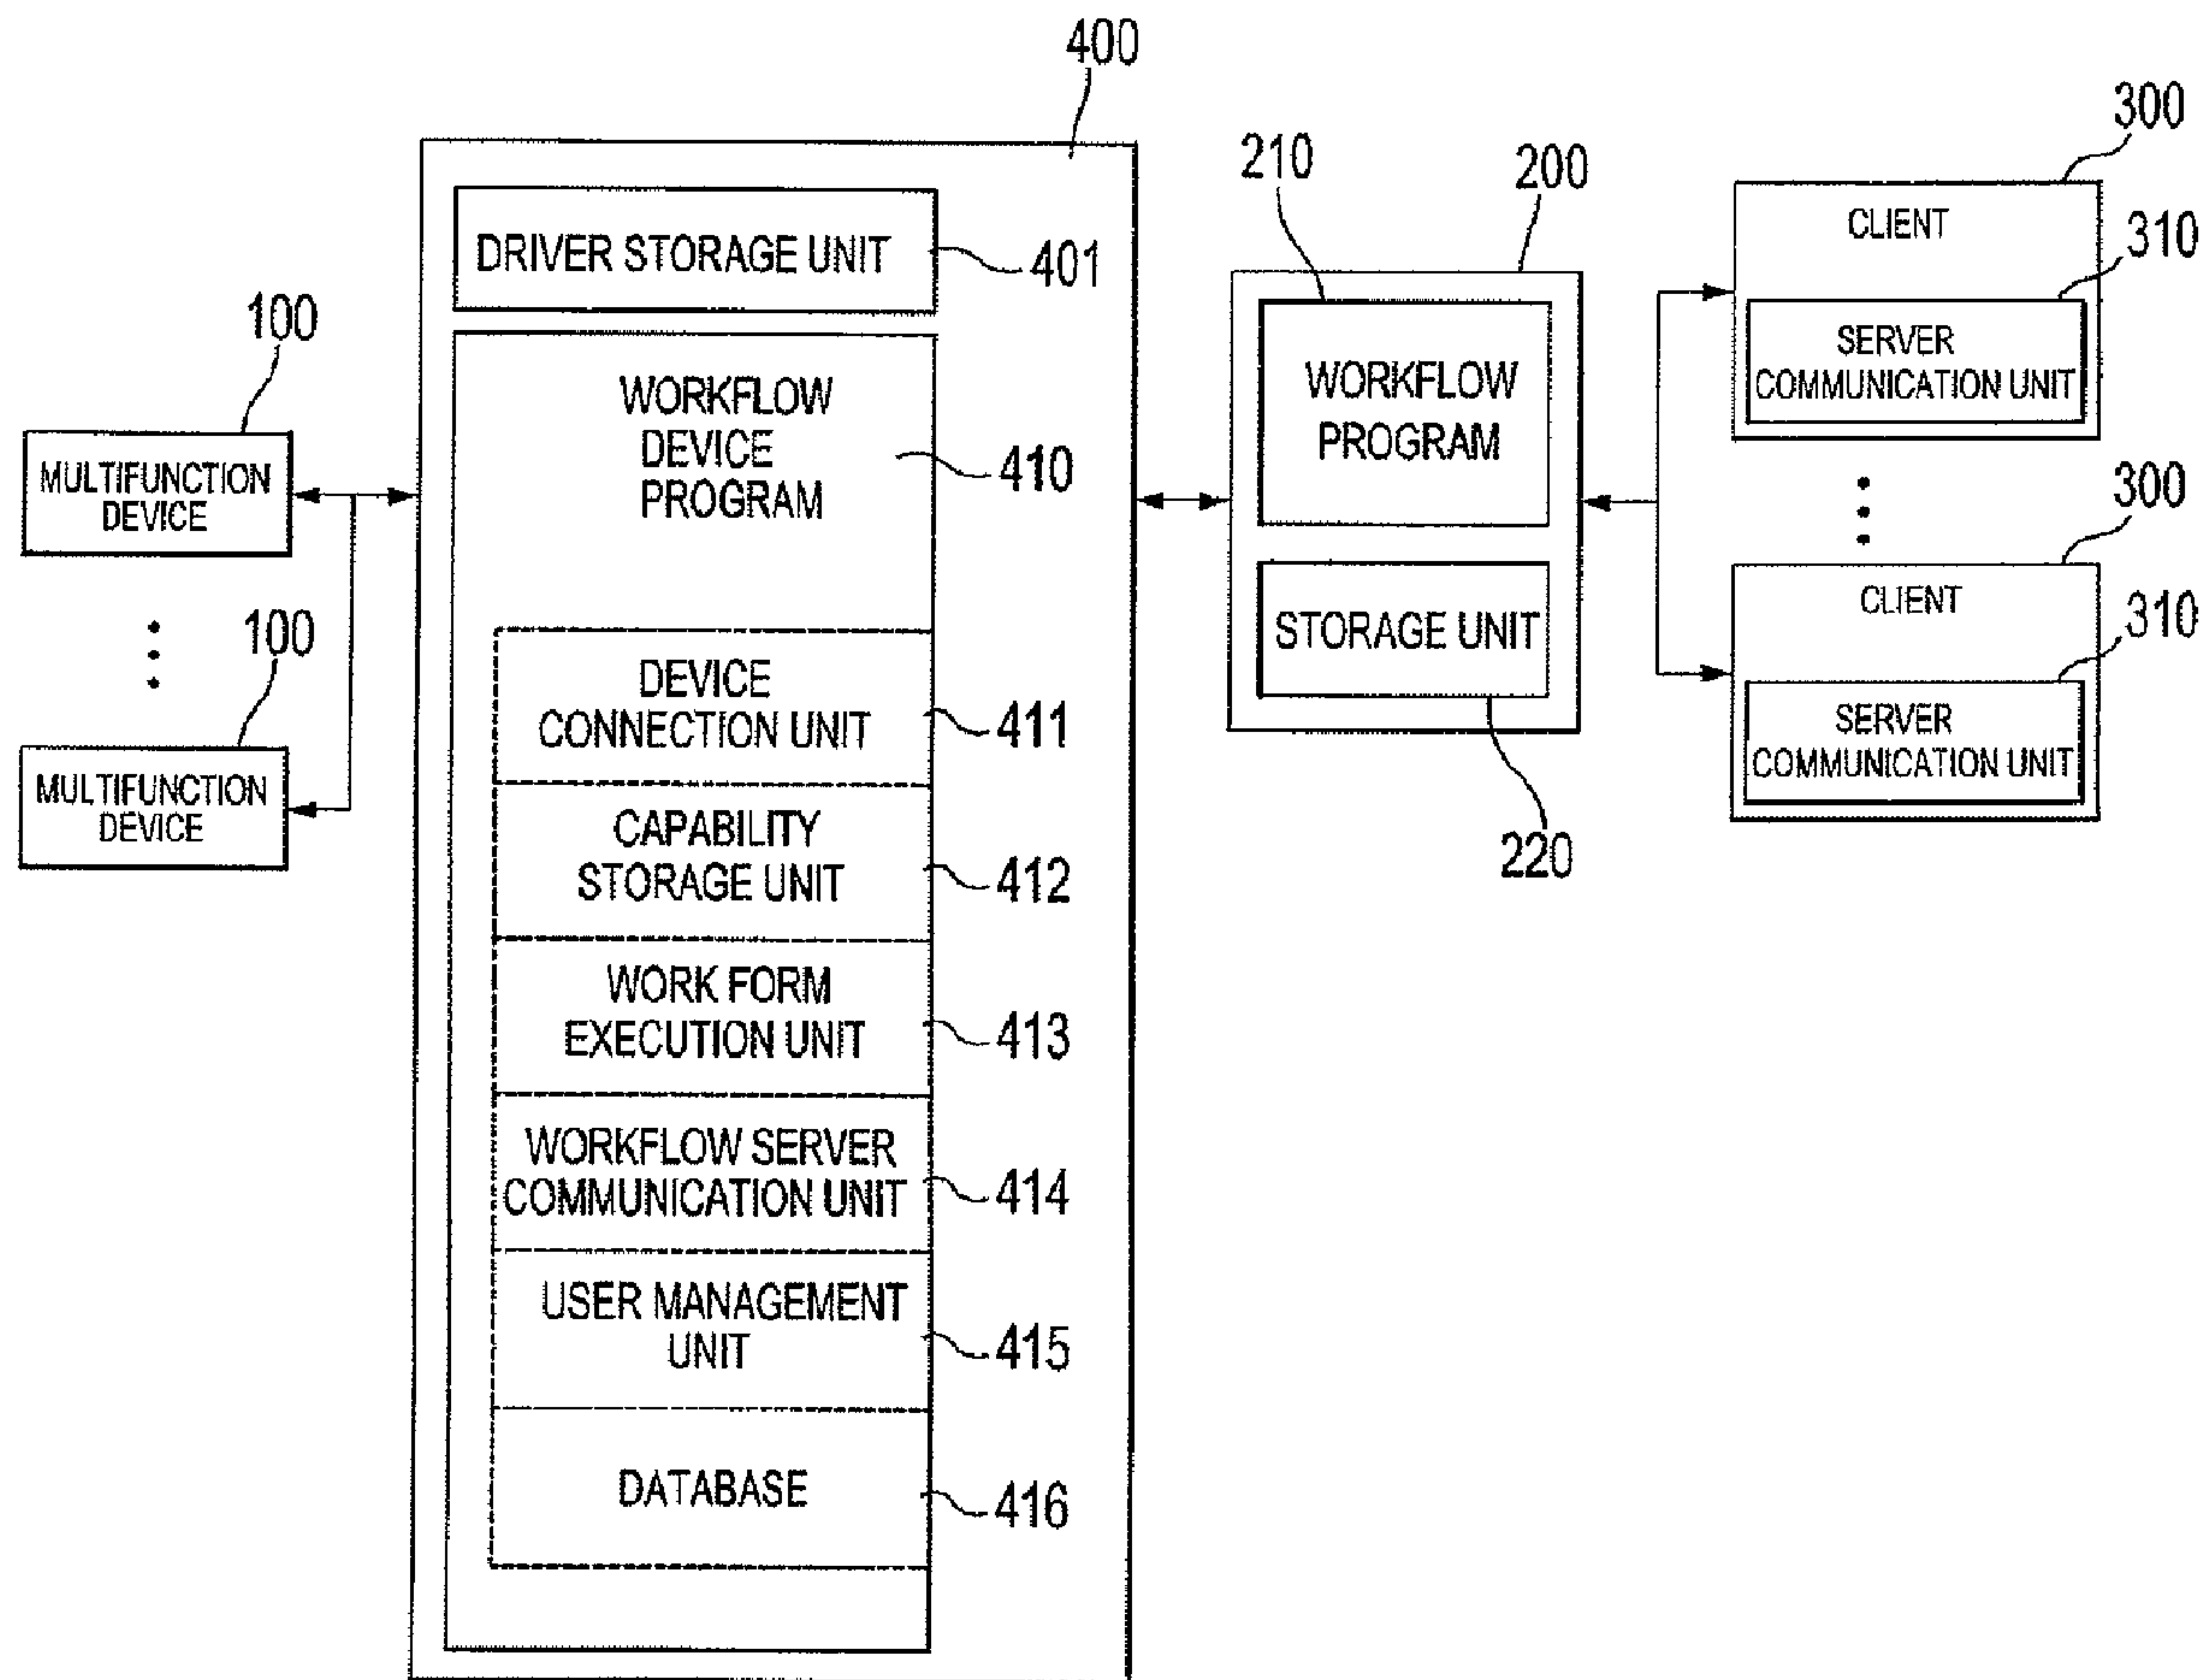 400
DRIVER STORAGE UNIT
401
WORKFLOW
DEVICE
PROGRAM
410
DEVICE
CONNECTION UNIT
411
CAPABILITY
STORAGE UNIT
412
WORK FORM
EXECUTION UNIT
413
WORKFLOW SERVER
COMMUNICATION UNIT
414
USER MANAGEMENT
UNIT
415
DATABASE
416
100
MULTIFUNCTION
DEVICE
100
MULTIFUNCTION
DEVICE
210
200
WORKFLOW
PROGRAM
STORAGE UNIT
220
300
CLIENT
310
SERVER
COMMUNICATION UNIT
300
CLIENT
310
SERVER
COMMUNICATION UNIT